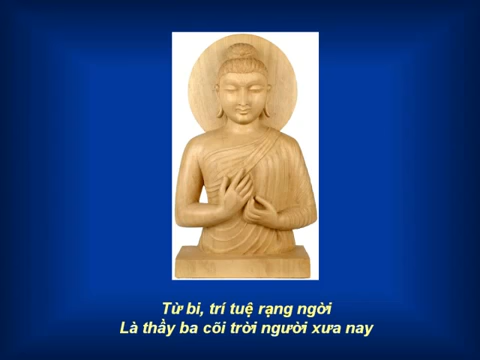 Từ bi, trí tuệ rạng ngời
Là thầy ba cõi trời người xưa nay